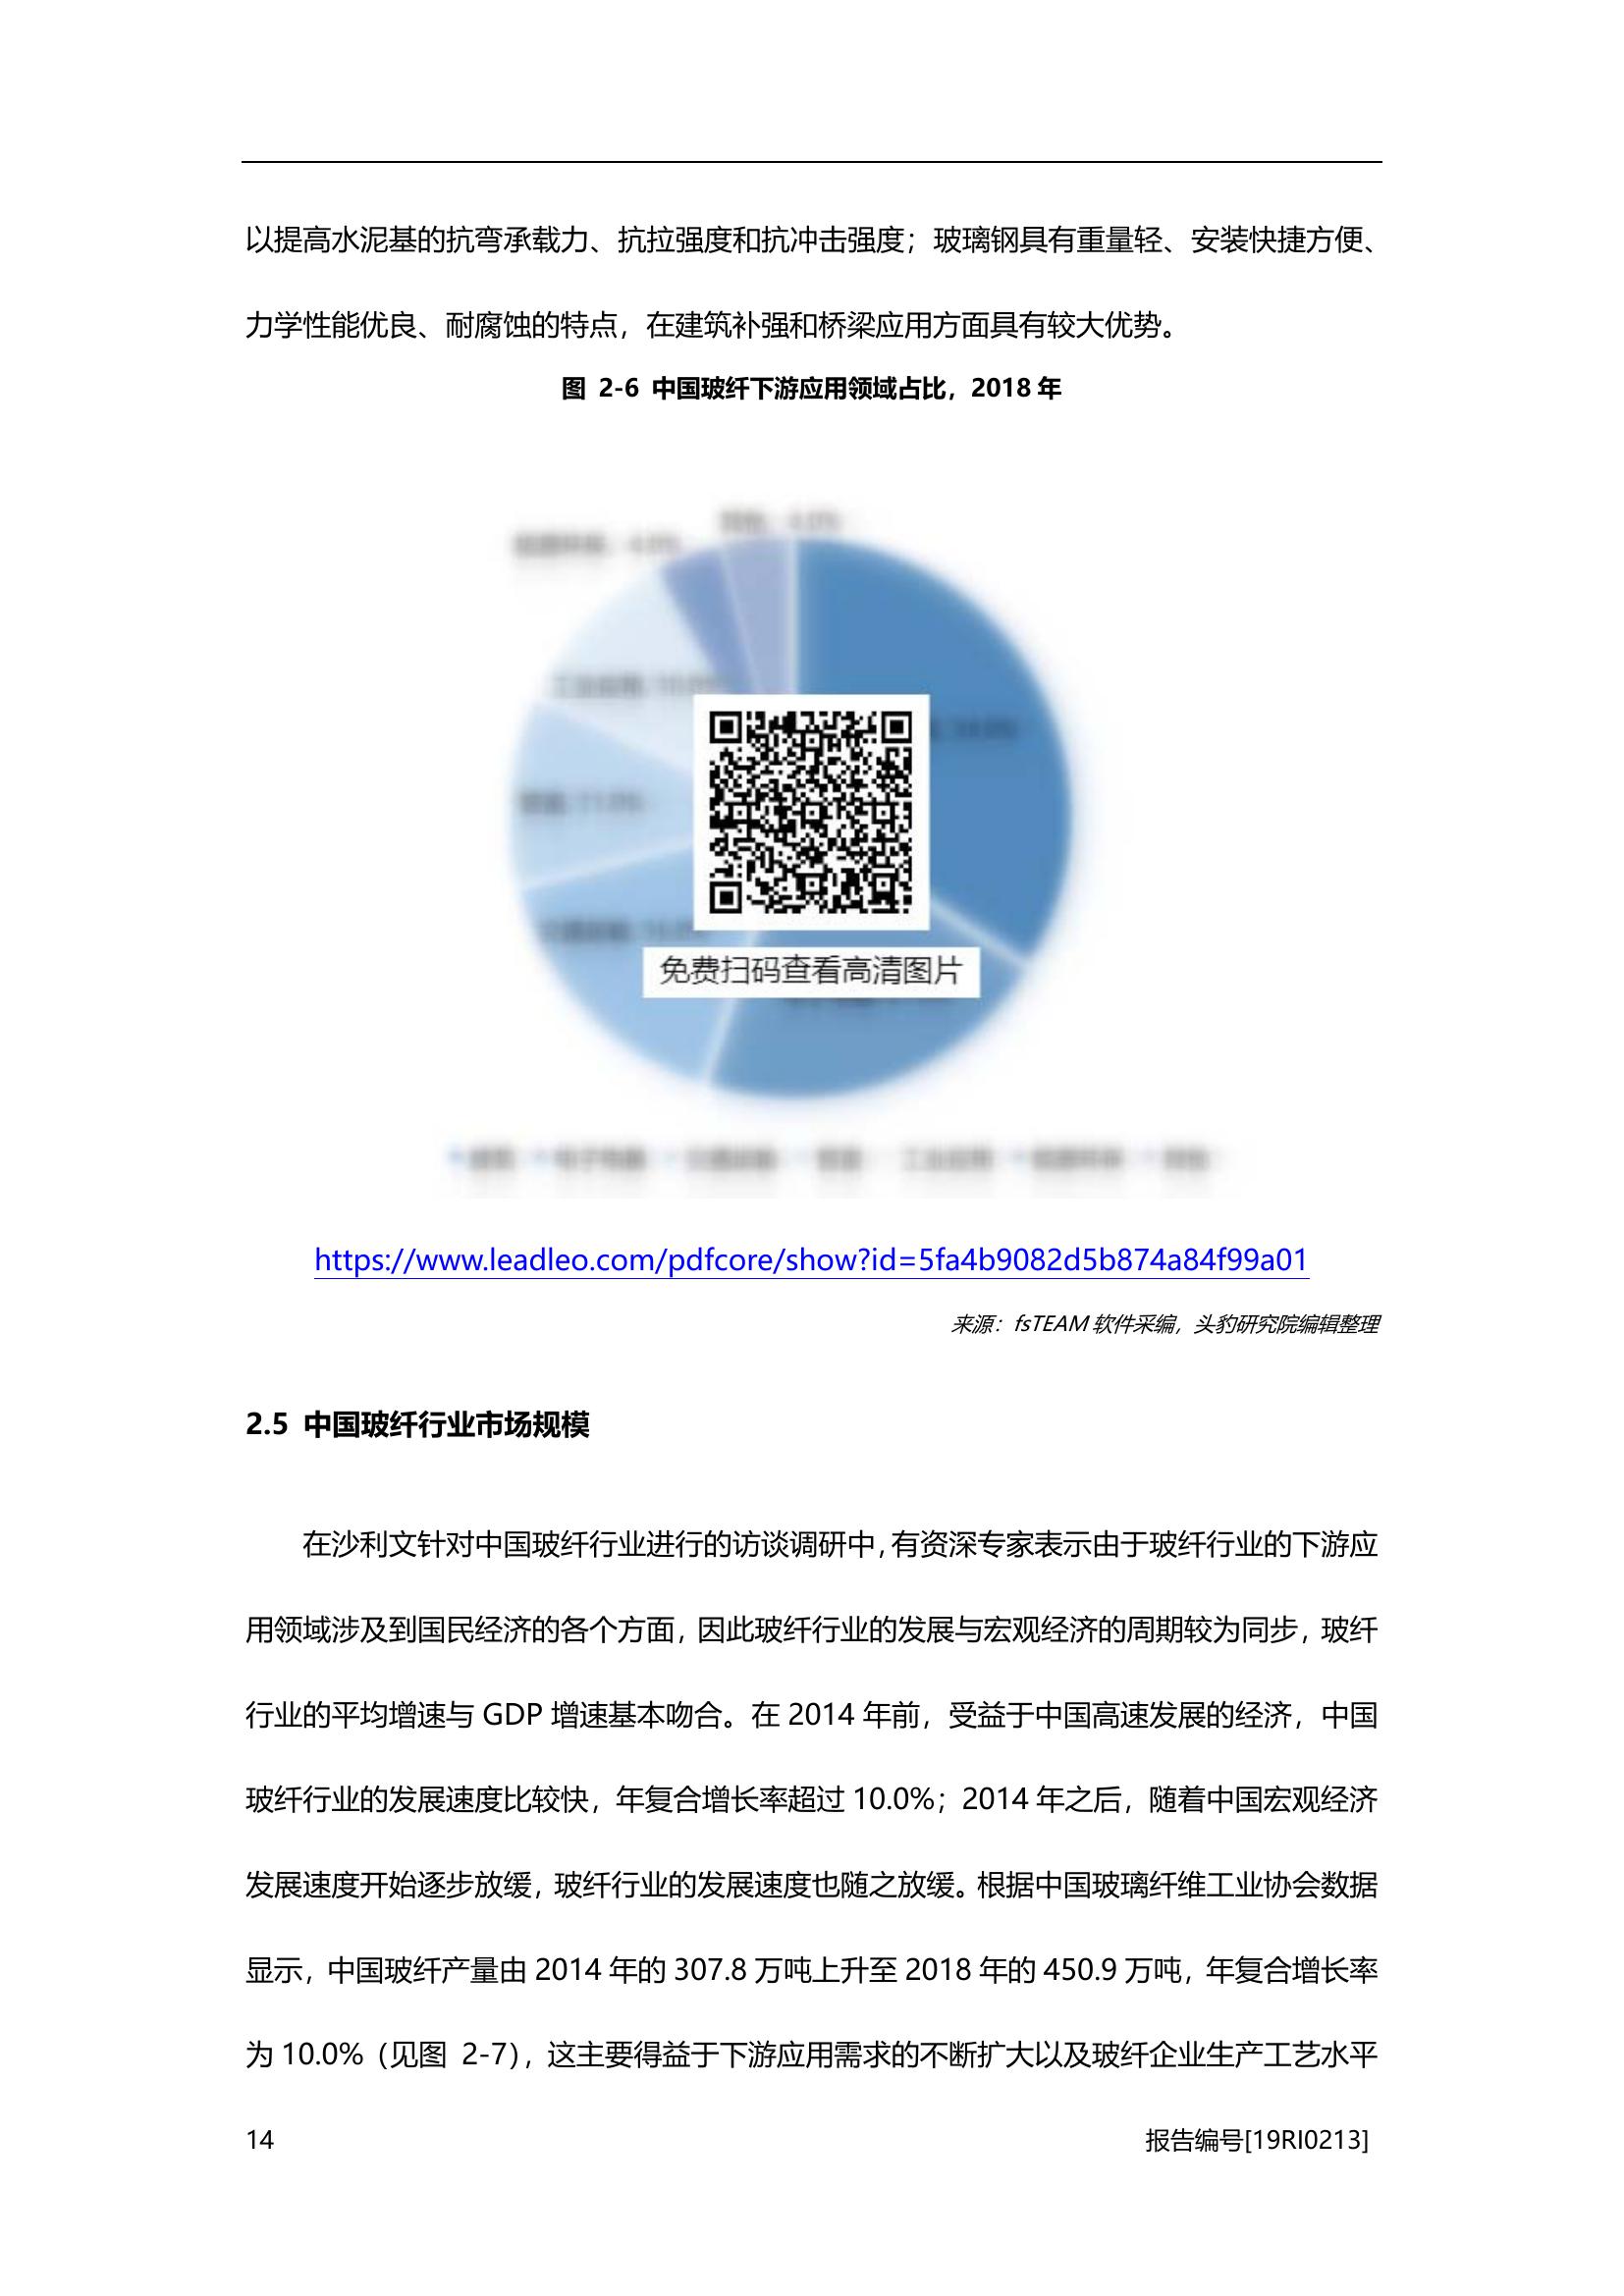 以提高水泥基的抗弯承载力、抗拉强度和抗冲击强度；玻璃钢具有重量轻、安装快捷方便、
力学性能优良、耐腐蚀的特点，在建筑补强和桥梁应用方面具有较大优势。
图 2-6 中国玻纤下游应用领域占比，2018 年
免费扫码查看高清图片
https://www.leadleo.com/pdfcore/show?id=5fa4b9082d5b874a84f99a01
来源：fsTEAM 软件采编，头豹研究院编辑整理
2.5 中国玻纤行业市场规模
在沙利文针对中国玻纤行业进行的访谈调研中，有资深专家表示由于玻纤行业的下游应
用领域涉及到国民经济的各个方面，因此玻纤行业的发展与宏观经济的周期较为同步，玻纤
行业的平均增速与 GDP 增速基本吻合。在 2014 年前，受益于中国高速发展的经济，中国
玻纤行业的发展速度比较快，年复合增长率超过 10.0%；2014 年之后，随着中国宏观经济
发展速度开始逐步放缓，玻纤行业的发展速度也随之放缓。根据中国玻璃纤维工业协会数据
显示，中国玻纤产量由 2014 年的 307.8 万吨上升至 2018 年的 450.9 万吨，年复合增长率
为 10.0%（见图 2-7），这主要得益于下游应用需求的不断扩大以及玻纤企业生产工艺水平
14
报告编号[19RI0213]